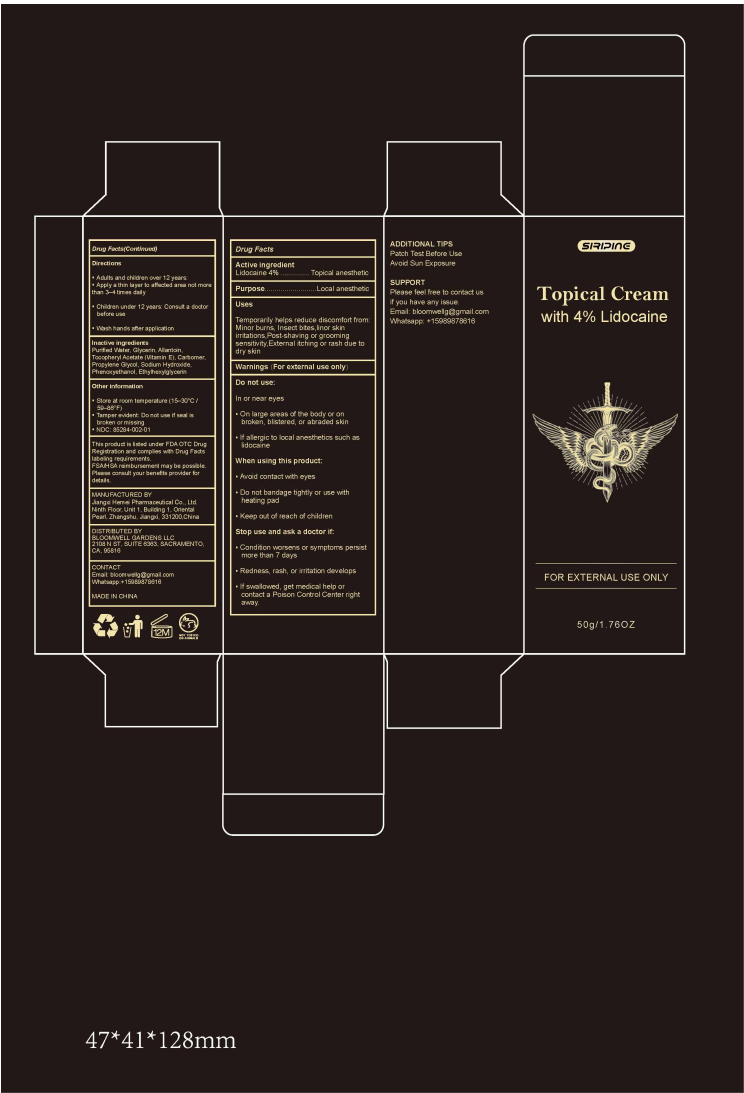 Drug Facts(Continued)
Directions
• Adults and children over 12 years:
• Apply a thin layer to affected area not more
than 3–4 times daily
• Children under 12 years: Consult a doctor
before use
• Wash hands after application
Inactive ingredients
Purified Water, Glycerin, Allantoin,
Tocopheryl Acetate (Vitamin E), Carbomer,
Propylene Glycol, Sodium Hydroxide,
Phenoxyethanol, Ethylhexylglycerin
Other information
• Store at room temperature (15–30°C /
59–86°F)
• Tamper evident: Do not use if seal is
broken or missing
• NDC: 85284-002-01
This product is listed under FDA OTC Drug
Registration and complies with Drug Facts
labeling requirements.
FSA/HSA reimbursement may be possible.
Please consult your benefits provider for
details.
MANUFACTURED BY
Jiangxi Hemei Pharmaceutical Co., Ltd.
Ninth Floor, Unit 1, Building 1, Oriental
Pearl, Zhangshu, Jiangxi, 331200,China
DISTRIBUTED BY
BLOOMWELL GARDENS LLC
2108 N ST, SUITE 6363, SACRAMENTO,
CA, 95816
CONTACT
Email: bloomwellg@gmail.com
Whatsapp:+15989878616
MADE IN CHINA
12M
NOT TESTED
ON ANIMALS
Drug Facts
Active ingredient
Lidocaine 4% .............. Topical anesthetic
Purpose.........................Local anesthetic
Uses
Temporarily helps reduce discomfort from:
Minor burns, Insect bites,linor skin
irritations,Post-shaving or grooming
sensitivity,External itching or rash due to
dry skin
Warnings (For external use only)
Do not use:
In or near eyes
• On large areas of the body or on
broken, blistered, or abraded skin
• If allergic to local anesthetics such as
lidocaine
When using this product:
• Avoid contact with eyes
• Do not bandage tightly or use with
heating pad
• Keep out of reach of children
Stop use and ask a doctor if:
• Condition worsens or symptoms persist
more than 7 days
• Redness, rash, or irritation develops
• If swallowed, get medical help or
contact a Poison Control Center right
away.
ADDITIONAL TIPS
Patch Test Before Use
Avoid Sun Exposure
SUPPORT
Please feel free to contact us
if you have any issue.
Email: bloomwellg@gmail.com
Whatsapp: +15989878616
SIRIPINE
Topical Cream
with 4% Lidocaine
FOR EXTERNAL USE ONLY
50g/1.76OZ
47*41*128mm